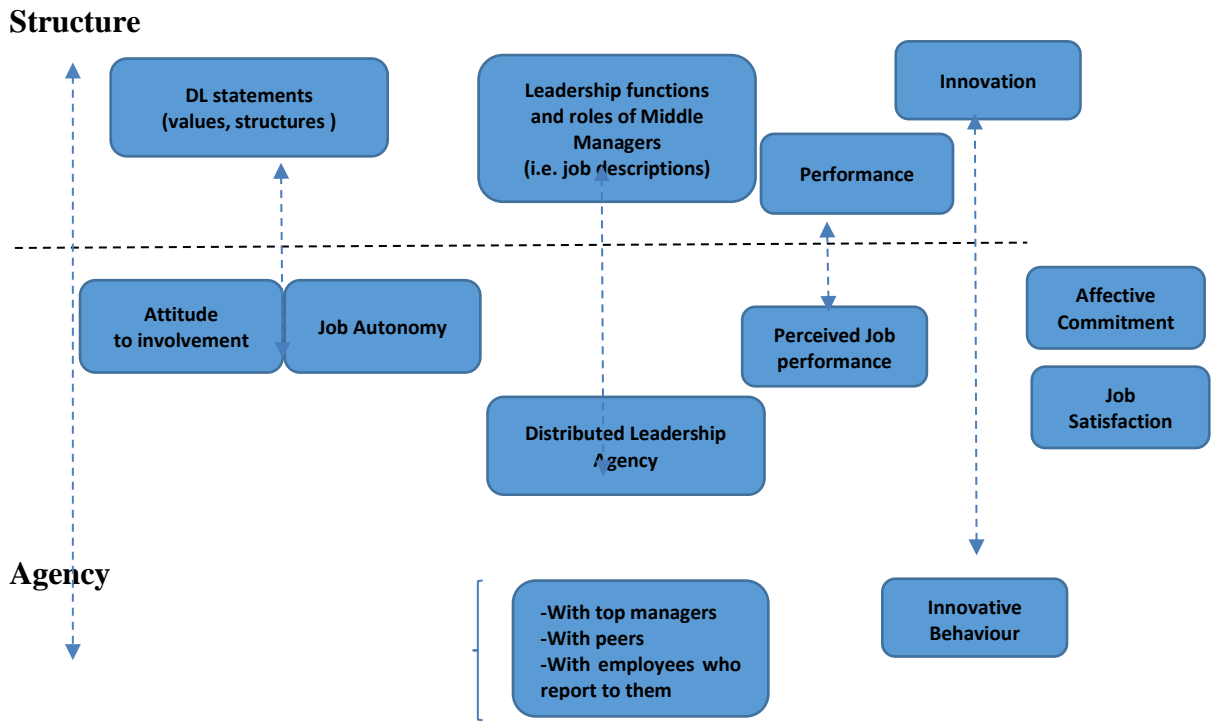 Structure
DL statements
(values, structures )
Leadership functions
and roles of Middle
Managers
(i.e. job descriptions)
Innovation
Performance
Attitude
to involvement
Job Autonomy
Perceived Job
performance
Affective
Commitment
Job
Satisfaction
Distributed Leadership
Agency
Agency
-With top managers
-With peers
-With employees who
report to them
Innovative
Behaviour